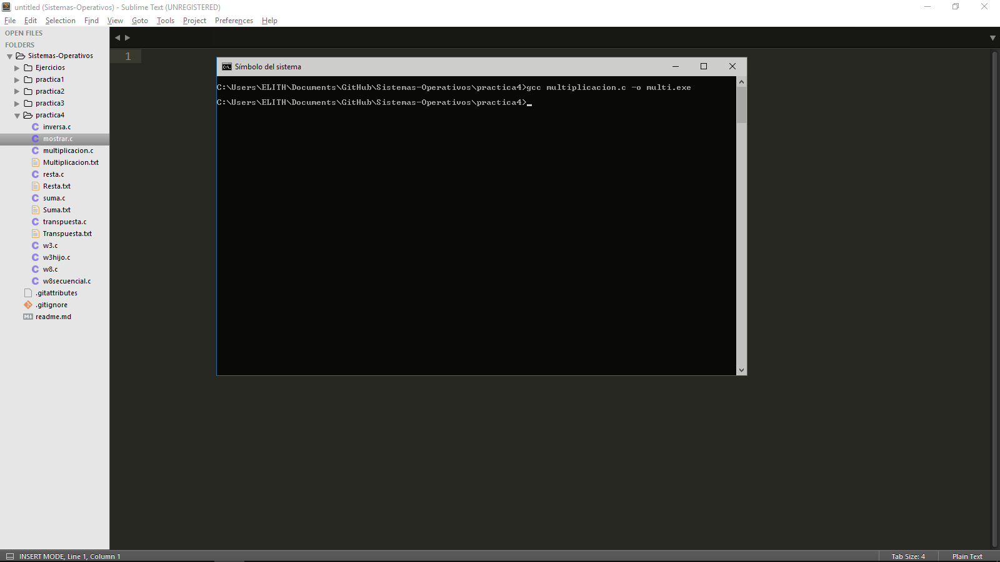 untitled (Sistemas-Operativos) - Sublime Text (UNREGISTERED)
File Edit Selection Find View Goto Tools Project Preferences Help
OPEN FILES
FOLDERS
Sistemas-Operativos
Ejercicios
practica1
practica2
practica3
practica4
inversa.c
mostrar.c
multiplicacion.c
Multiplicacion.txt
resta.c
Resta.txt
suma.c
Suma.txt
transpuesta.c
Transpuesta.txt
w3.c
w3hijo.c
w8.c
w8secuencial.c
.gitattributes
.gitignore
readme.md
1
Símbolo del sistema
C:\Users\ELITH\Documents\GitHub\Sistemas-Operativos\practica4>gcc multiplicacion.c -o multi.exe
C:\Users\ELITH\Documents\GitHub\Sistemas-Operativos\practica4>_
INSERT MODE, Line 1, Column 1
Tab Size: 4
Plain Text